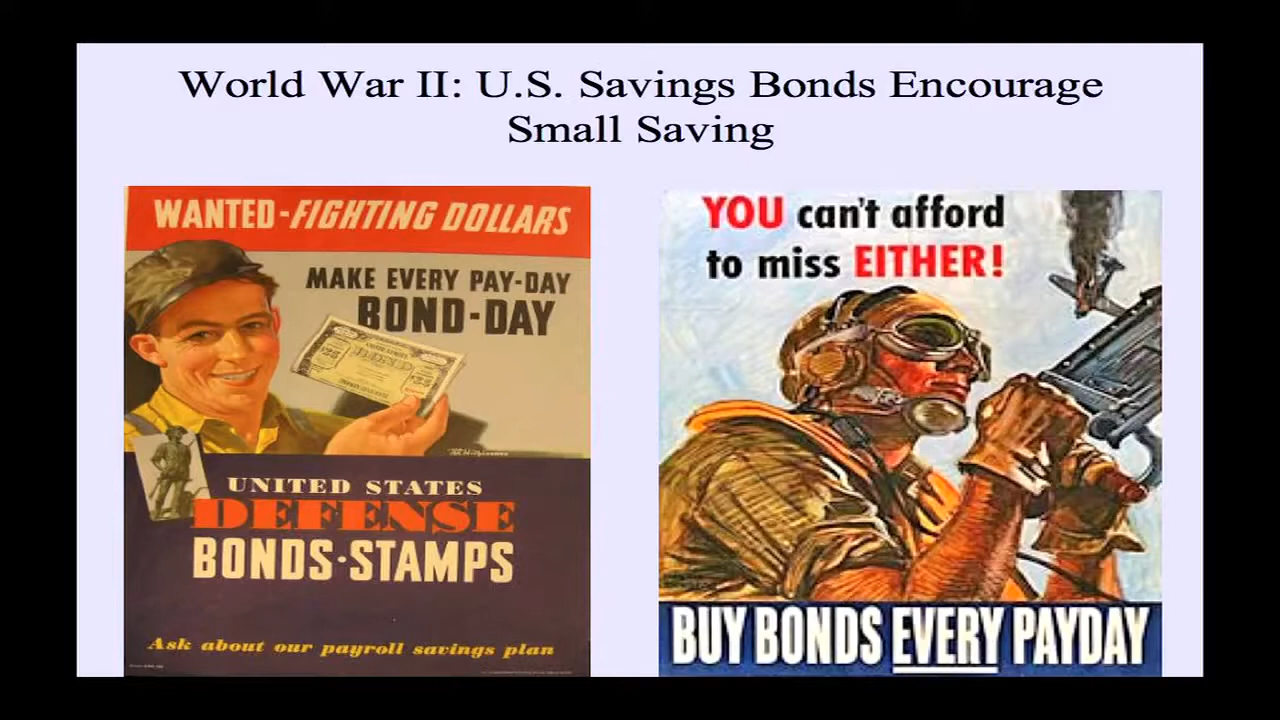 World War II: U.S. Savings Bonds Encourage
Small Saving
WANTED-FIGHTING DOLLARS
MAKE EVERY PAY-DAY
BOND-DAY
UNITED STATES
DEFENSE
BONDS·STAMPS
Ask about our payroll savings plan
YOU can't afford
to miss EITHER!
BUY BONDS EVERY PAYDAY